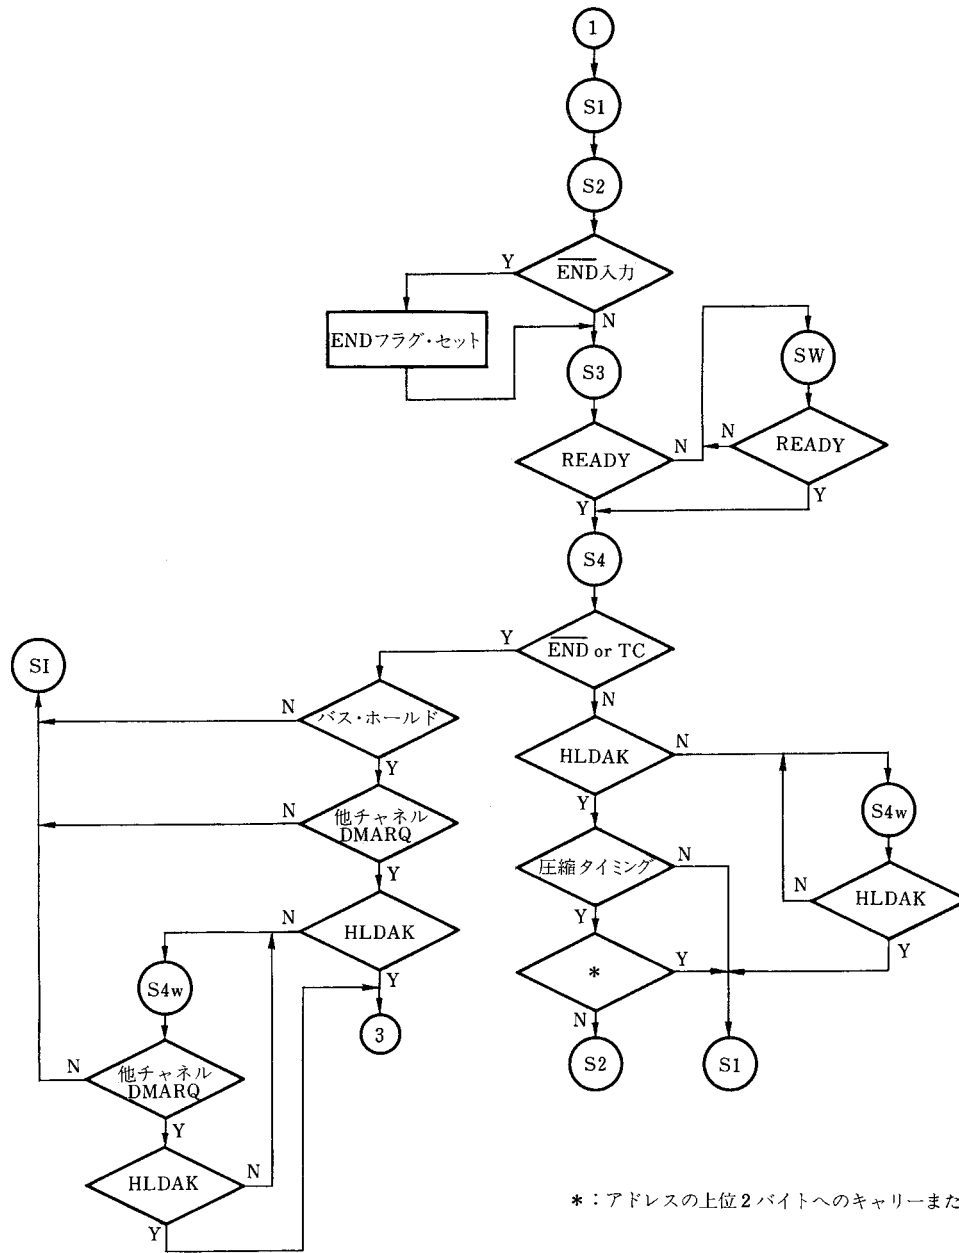 1
S1
S2
Y
END入力
N
ENDフラグ・セット
S3
SW
READY
N
N
READY
Y
Y
S4
Y
END or TC
N
SI
N
バス・ホールド
Y
HLDAK
N
Y
N
他チャネル
DMARQ
Y
S4w
圧縮タイミング
N
Y
N
HLDAK
Y
N
HLDAK
Y
S4w
*
Y
N
3
S2
S1
N
他チャネル
DMARQ
Y
HLDAK
N
Y
*：アドレスの上位2バイトへのキャリーまた